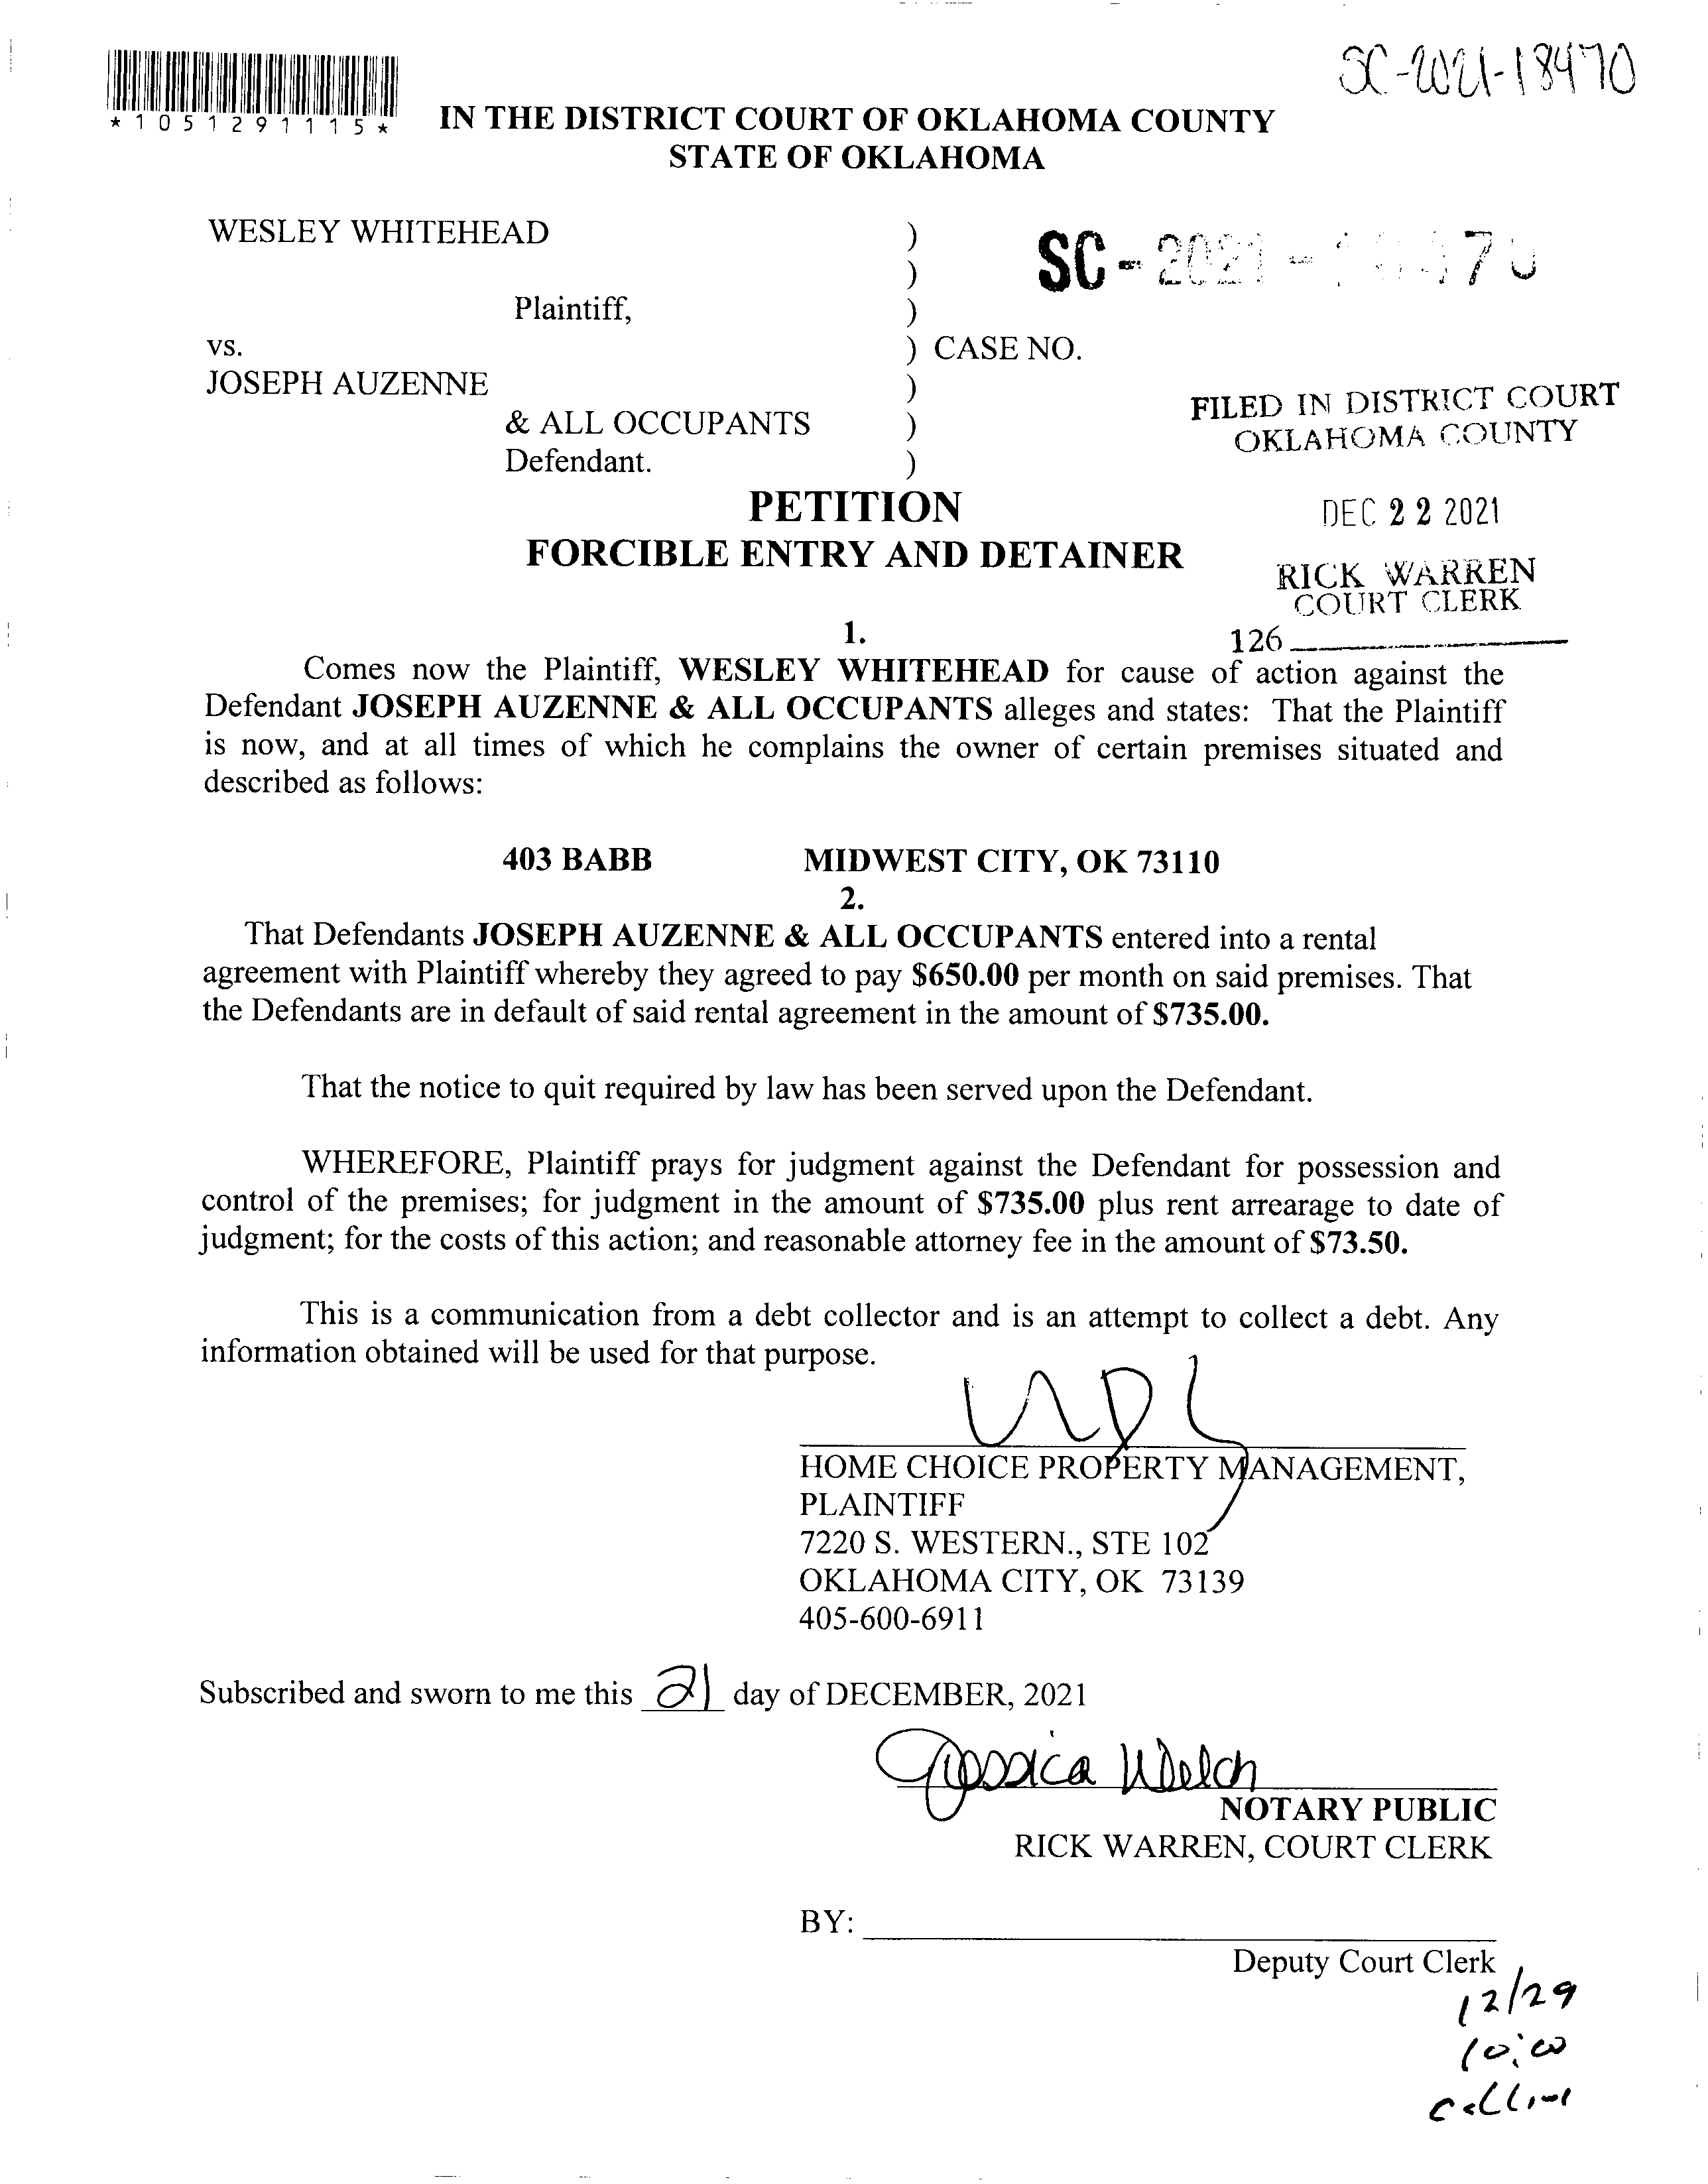 SC-2021-18470
*1051291115*
IN THE DISTRICT COURT OF OKLAHOMA COUNTY
STATE OF OKLAHOMA
WESLEY WHITEHEAD )
) SC-2021-
Plaintiff, )
vs. ) CASE NO.
JOSEPH AUZENNE )
& ALL OCCUPANTS )
Defendant. )
FILED IN DISTRICT COURT
OKLAHOMA COUNTY
PETITION
DEC 22 2021
FORCIBLE ENTRY AND DETAINER
RICK WARREN
COURT CLERK
1.
126
Comes now the Plaintiff, WESLEY WHITEHEAD for cause of action against the
Defendant JOSEPH AUZENNE & ALL OCCUPANTS alleges and states: That the Plaintiff
is now, and at all times of which he complains the owner of certain premises situated and
described as follows:
403 BABB MIDWEST CITY, OK 73110
2.
That Defendants JOSEPH AUZENNE & ALL OCCUPANTS entered into a rental
agreement with Plaintiff whereby they agreed to pay $650.00 per month on said premises. That
the Defendants are in default of said rental agreement in the amount of $735.00.
That the notice to quit required by law has been served upon the Defendant.
WHEREFORE, Plaintiff prays for judgment against the Defendant for possession and
control of the premises; for judgment in the amount of $735.00 plus rent arrearage to date of
judgment; for the costs of this action; and reasonable attorney fee in the amount of $73.50.
This is a communication from a debt collector and is an attempt to collect a debt. Any
information obtained will be used for that purpose.
HOME CHOICE PROPERTY MANAGEMENT,
PLAINTIFF
7220 S. WESTERN., STE 102
OKLAHOMA CITY, OK 73139
405-600-6911
Subscribed and sworn to me this 21 day of DECEMBER, 2021
Jessica Welch
NOTARY PUBLIC
RICK WARREN, COURT CLERK
BY:
Deputy Court Clerk
12/29
10:00